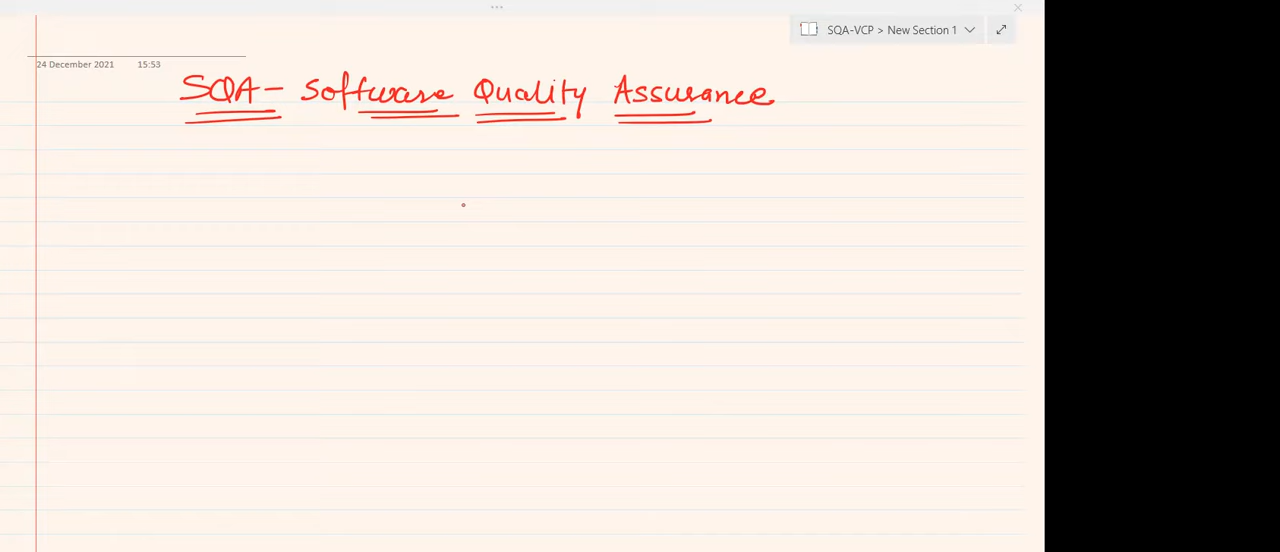 SQA-VCP > New Section 1
24 December 2021 15:53
SQA - Software Quality Assurance